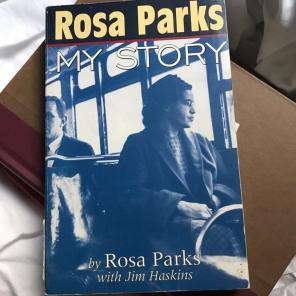 Rosa Parks
MY STORY
by Rosa Parks
with Jim Haskins